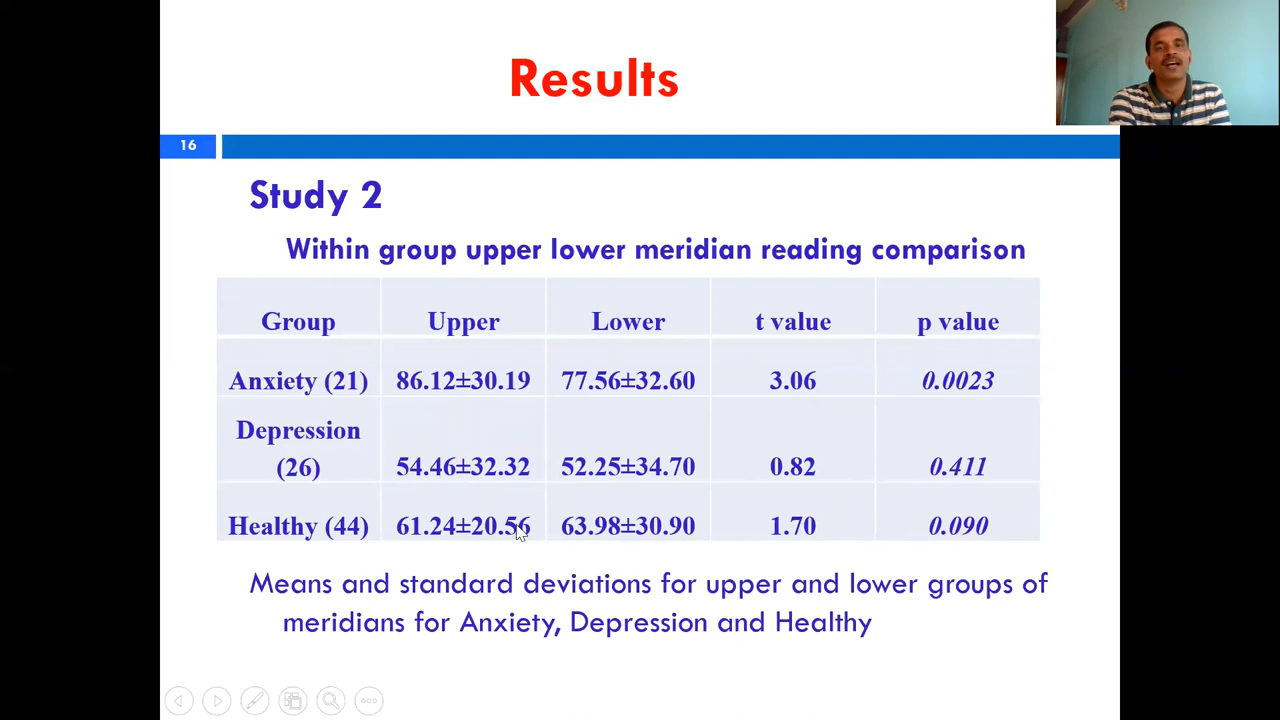 Results
16
Study 2
Within group upper lower meridian reading comparison
Group Upper Lower t value p value
Anxiety (21) 86.12±30.19 77.56±32.60 3.06 0.0023
Depression
(26) 54.46±32.32 52.25±34.70 0.82 0.411
Healthy (44) 61.24±20.56 63.98±30.90 1.70 0.090
Means and standard deviations for upper and lower groups of
meridians for Anxiety, Depression and Healthy